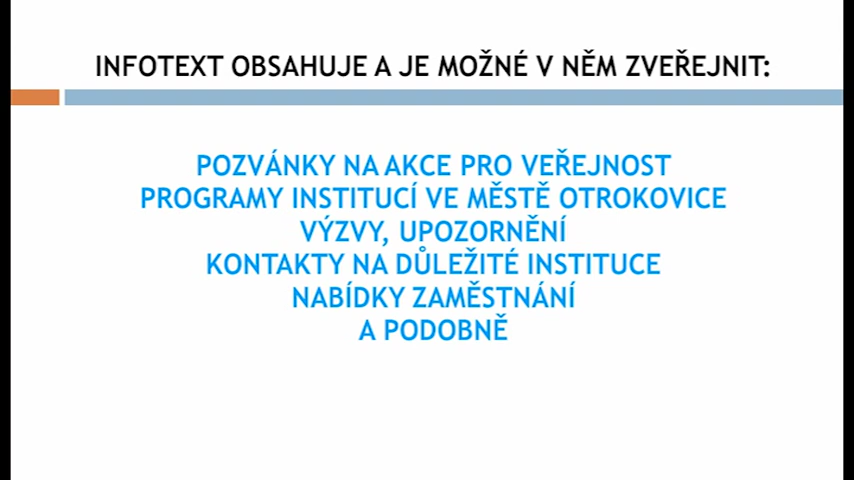 INFOTEXT OBSAHUJE A JE MOŽNÉ V NĚM ZVEŘEJNIT:
POZVÁNKY NA AKCE PRO VEŘEJNOST
PROGRAMY INSTITUCÍ VE MĚSTĚ OTROKOVICE
VÝZVY, UPOZORNĚNÍ
KONTAKTY NA DŮLEŽITÉ INSTITUCE
NABÍDKY ZAMĚSTNÁNÍ
A PODOBNĚ